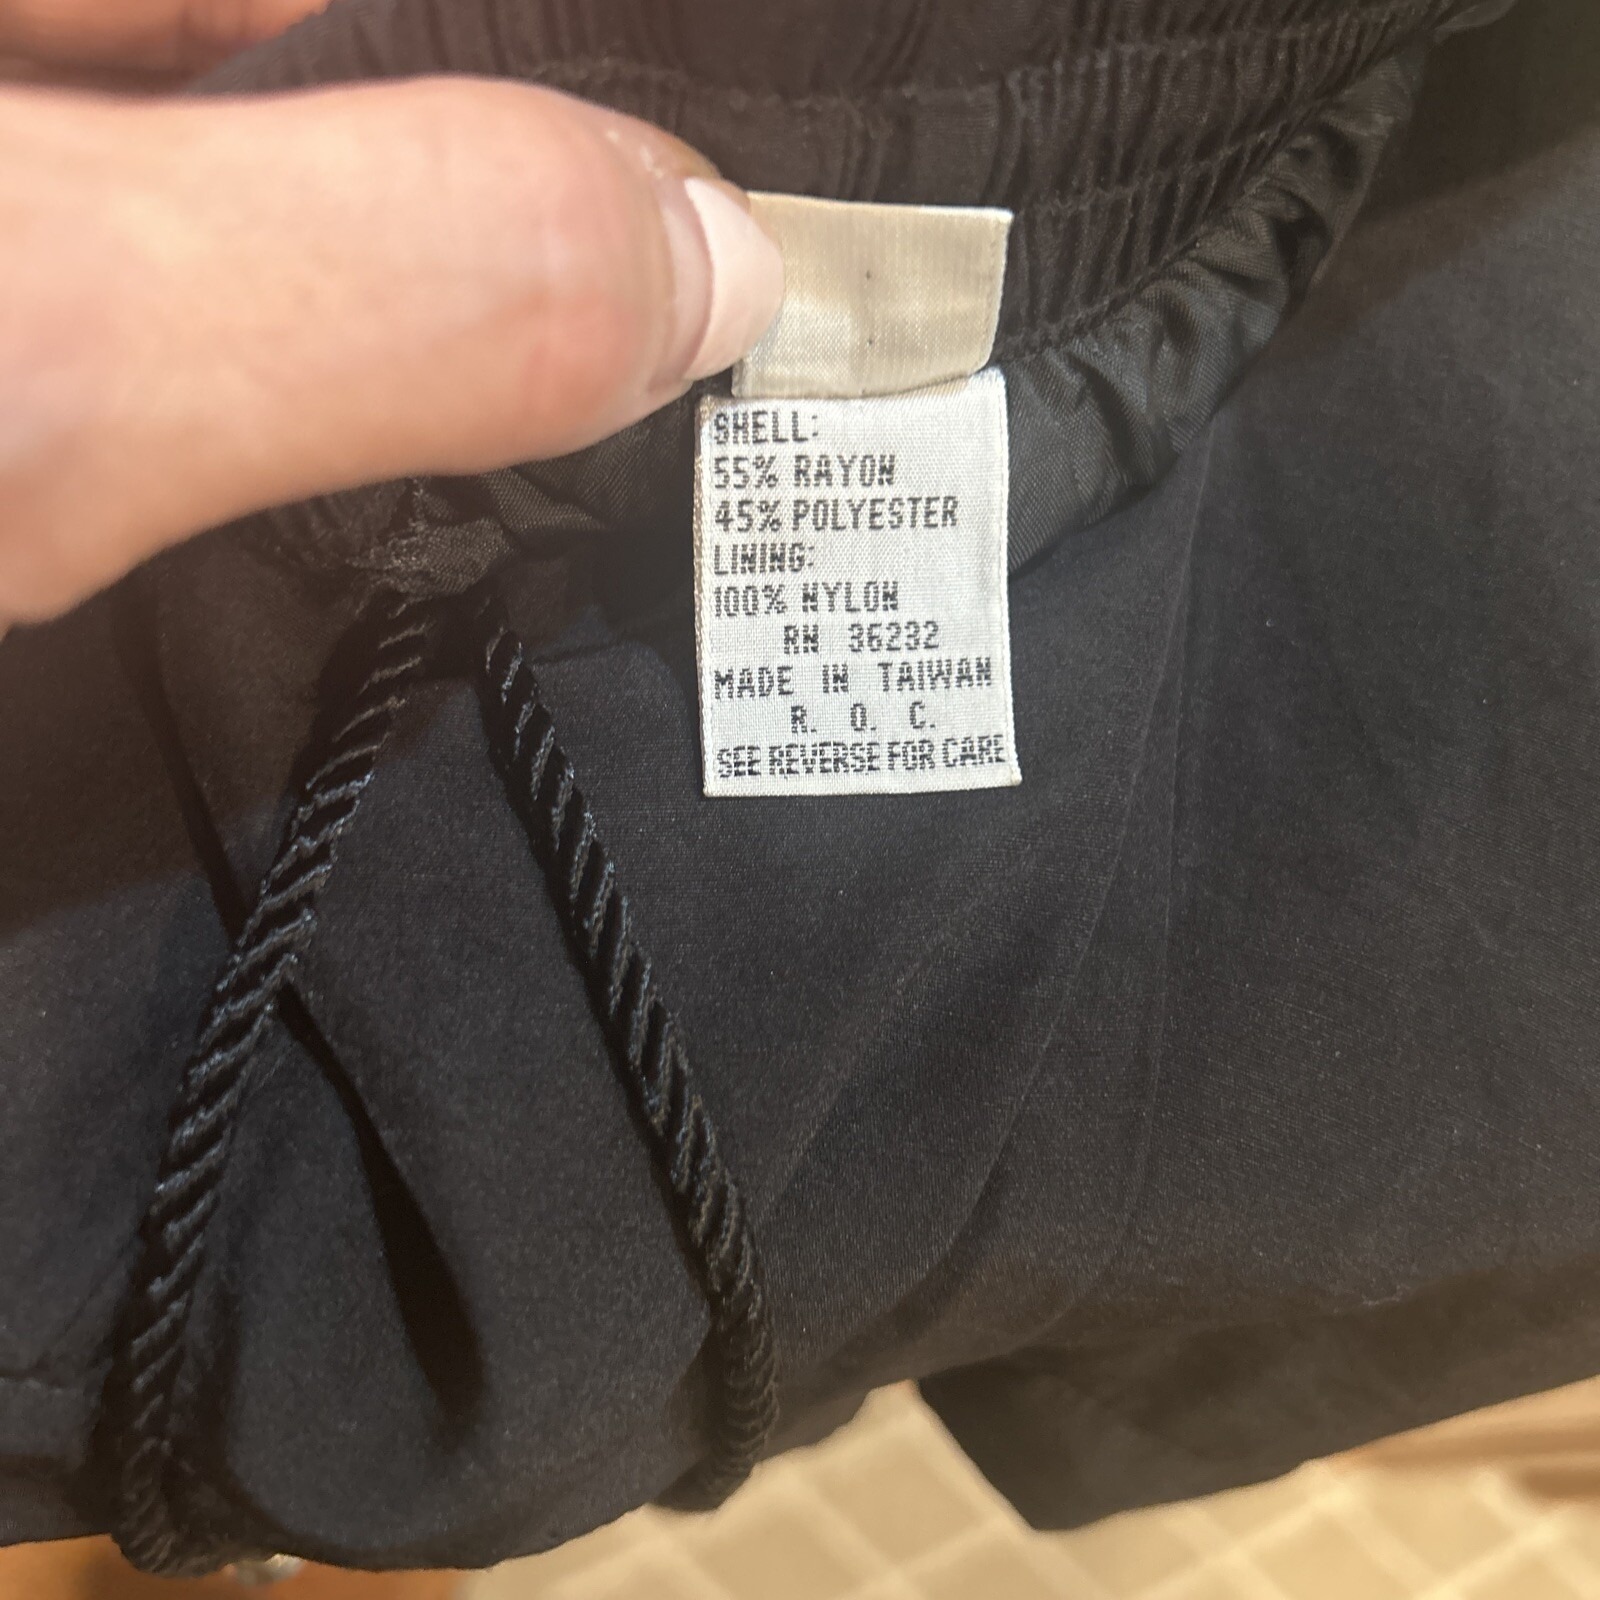 SHELL:
55% RAYON
45% POLYESTER
LINING:
100% NYLON
RN 36232
MADE IN TAIWAN
R. O. C.
SEE REVERSE FOR CARE